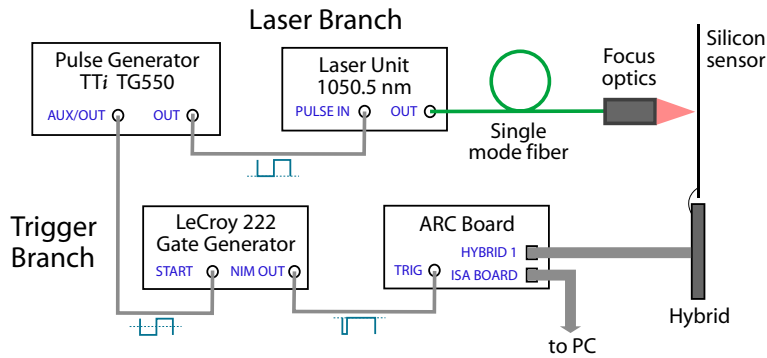 Laser Branch
Pulse Generator
TTi TG550
AUX/OUT
OUT
Laser Unit
1050.5 nm
PULSE IN
OUT
Single
mode fiber
Focus
optics
Silicon
sensor
Trigger
Branch
LeCroy 222
Gate Generator
START
NIM OUT
ARC Board
HYBRID 1
TRIG
ISA BOARD
to PC
Hybrid